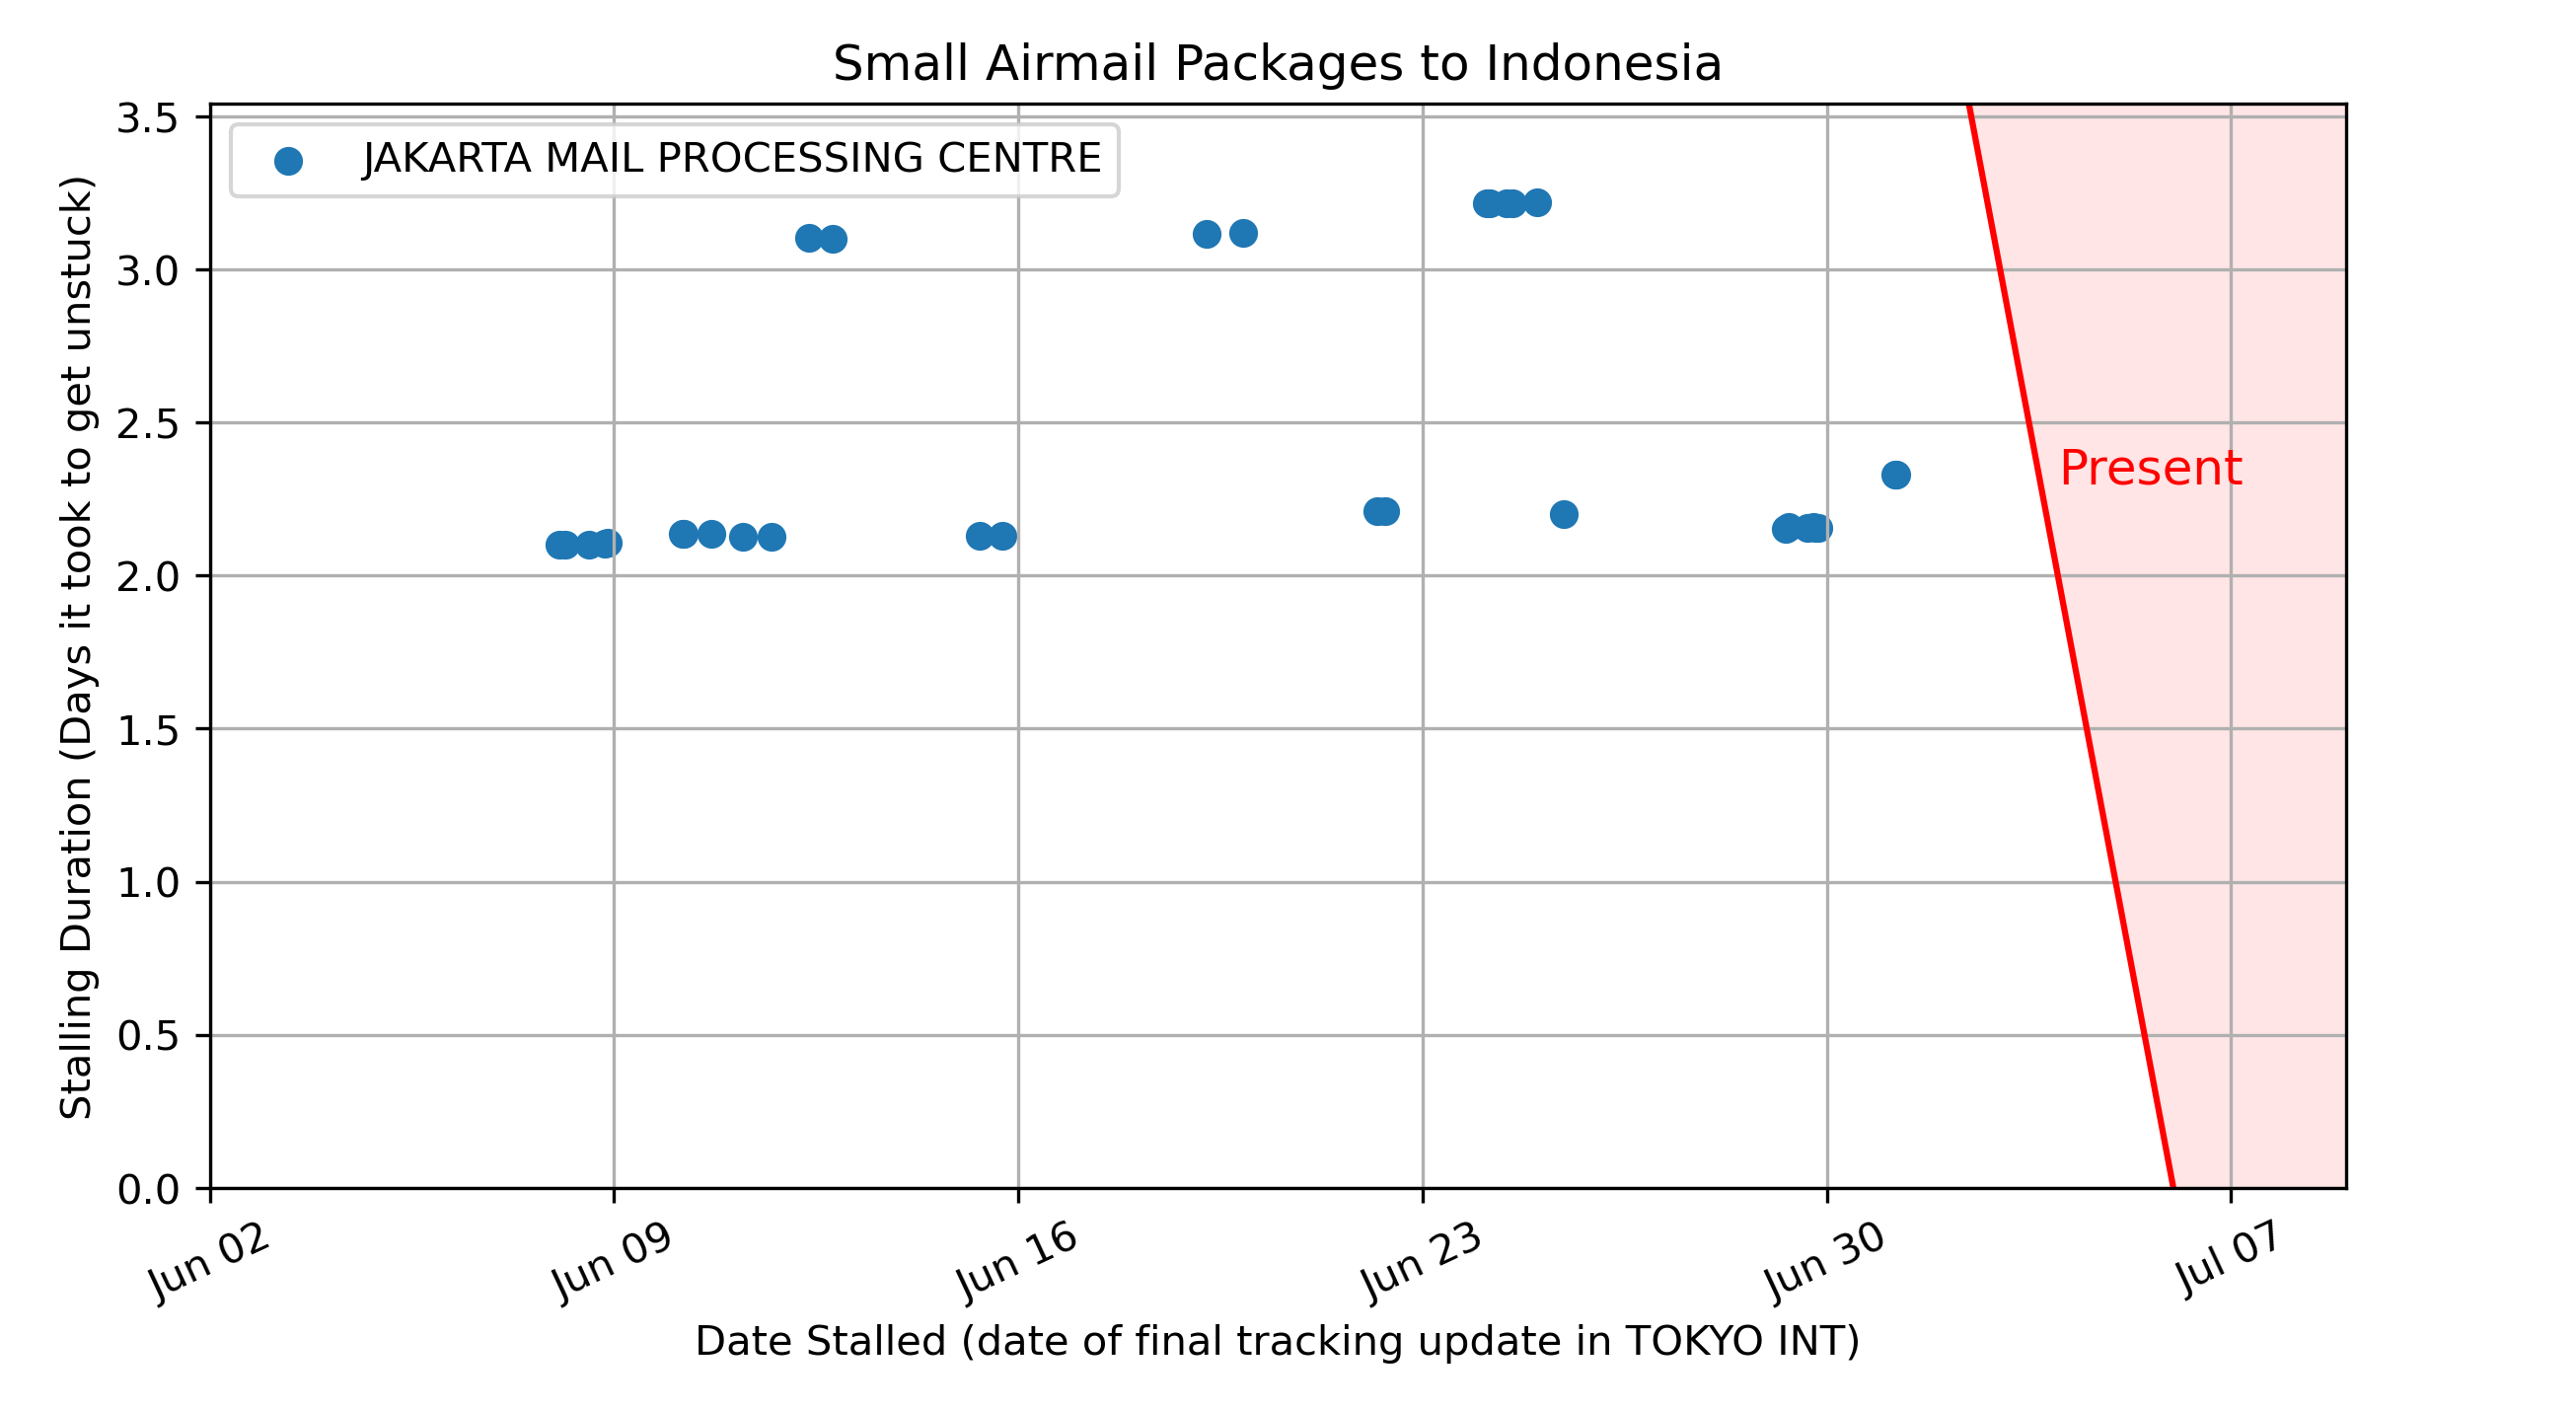 Small Airmail Packages to Indonesia
JAKARTA MAIL PROCESSING CENTRE
Stalling Duration (Days it took to get unstuck)
3.5
3.0
2.5
2.0
1.5
1.0
0.5
0.0
Present
Jun 02
Jun 09
Jun 16
Jun 23
Jun 30
Jul 07
Date Stalled (date of final tracking update in TOKYO INT)